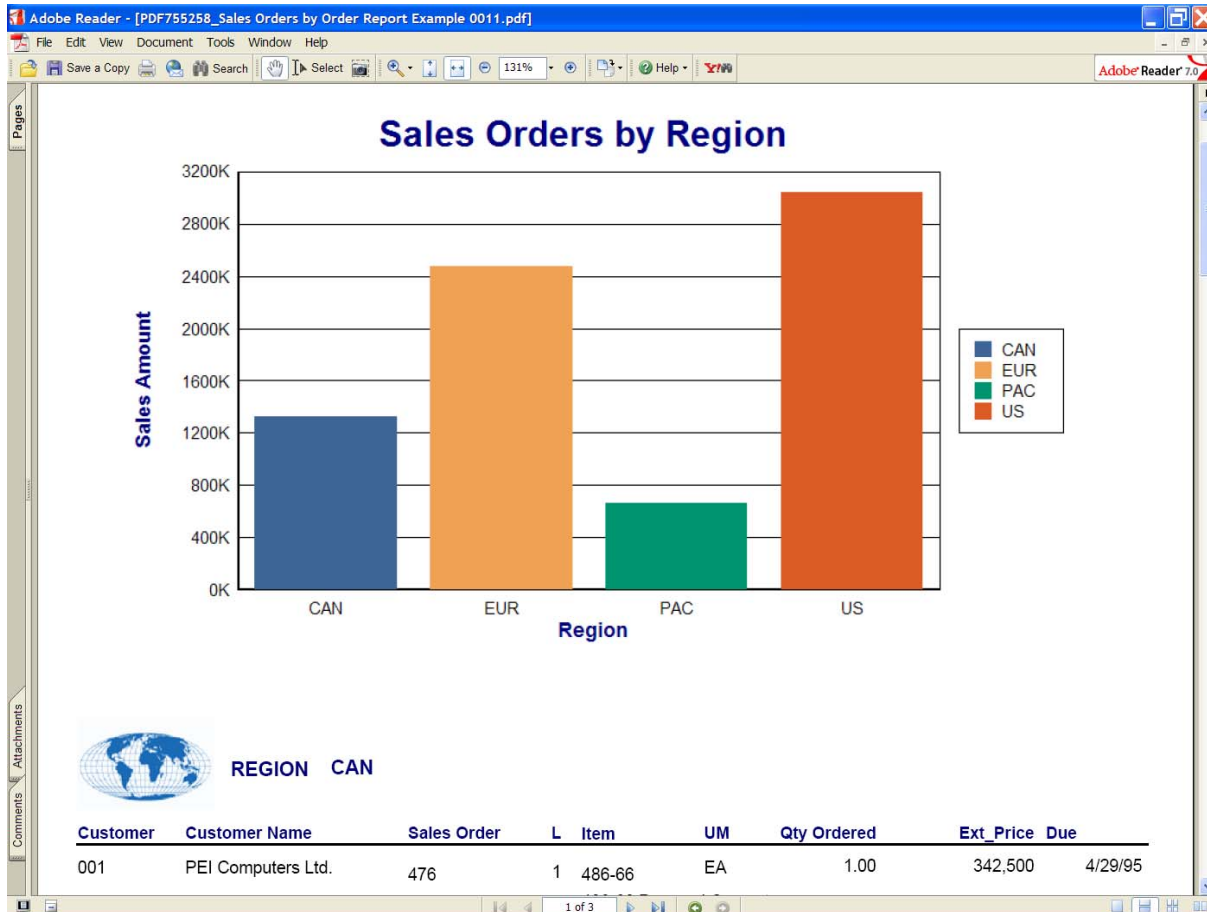 Adobe Reader - [PDF755258_Sales Orders by Order Report Example 0011.pdf]
File Edit View Document Tools Window Help
Save a Copy Search Select 131% Help Y!
Adobe Reader 7.0
Pages
Sales Orders by Region
3200K
2800K
2400K
2000K
1600K
1200K
800K
400K
0K
Sales Amount
CAN EUR PAC US
Region
CAN
EUR
PAC
US
Attachments
Comments
REGION CAN
Customer Customer Name Sales Order L Item UM Qty Ordered Ext_Price Due
001 PEI Computers Ltd. 476 1 486-66 EA 1.00 342,500 4/29/95
1 of 3